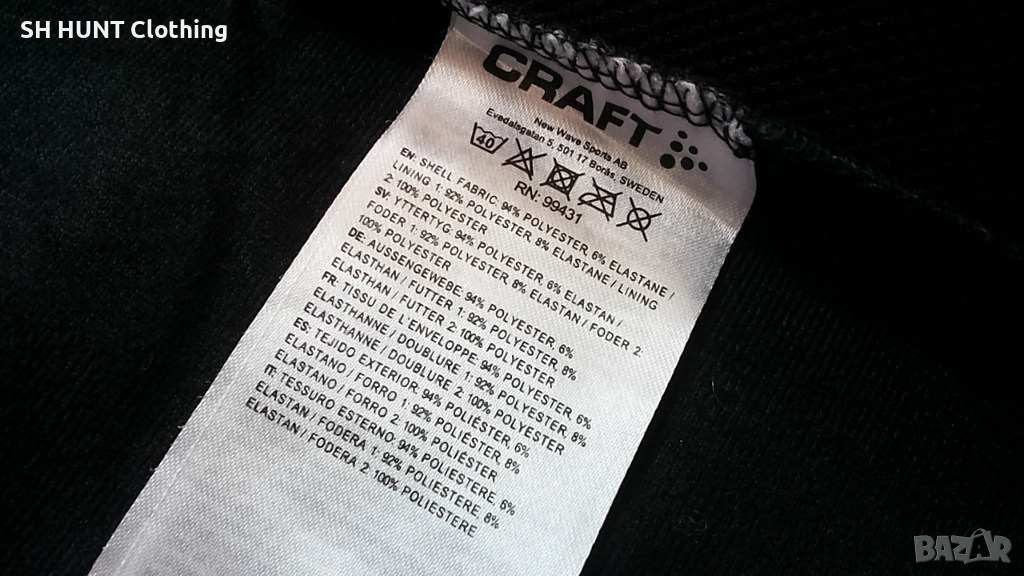 SH HUNT Clothing
CRAFT
New Wave Sports AB
Evedalsgatan 5, 501 17 Borås, SWEDEN
40
RN: 99431
EN: SHELL FABRIC: 94% POLYESTER, 6% ELASTANE /
LINING 1: 92% POLYESTER, 8% ELASTANE / LINING
2: 100% POLYESTER
SV: YTTERTYG: 94% POLYESTER, 6% ELASTAN /
FODER 1: 92% POLYESTER, 8% ELASTAN / FODER 2:
100% POLYESTER
DE: AUSSENGEWEBE: 94% POLYESTER, 6%
ELASTHAN / FUTTER 1: 92% POLYESTER, 8%
ELASTHAN / FUTTER 2: 100% POLYESTER
FR: TISSU DE L'ENVELOPPE: 94% POLYESTER, 6%
ELASTHANNE / DOUBLURE 1: 92% POLYESTER, 8%
ELASTHANNE / DOUBLURE 2: 100% POLYESTER
ES: TEJIDO EXTERIOR: 94% POLIÉSTER, 6%
ELASTANO / FORRO 1: 92% POLIÉSTER, 8%
ELASTANO / FORRO 2: 100% POLIÉSTER
IT: TESSURO ESTERNO: 94% POLIESTERE, 6%
ELASTAN / FODERA 1: 92% POLIESTERE, 8%
ELASTAN / FODERA 2: 100% POLIESTERE
BAZAR